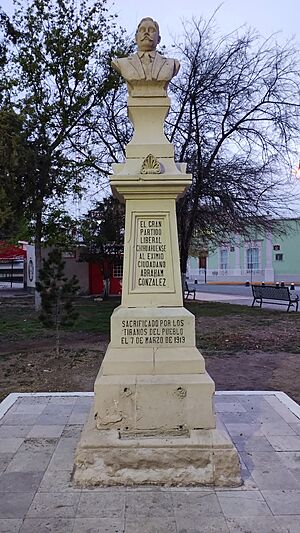 EL GRAN
PARTIDO
LIBERAL
CHIHUAHUENSE
AL EXIMIO
CIUDADANO
ABRAHAM
GONZALEZ
SACRIFICADO POR LOS
TIRANOS DEL PUEBLO
EL 7 DE MARZO DE 1913